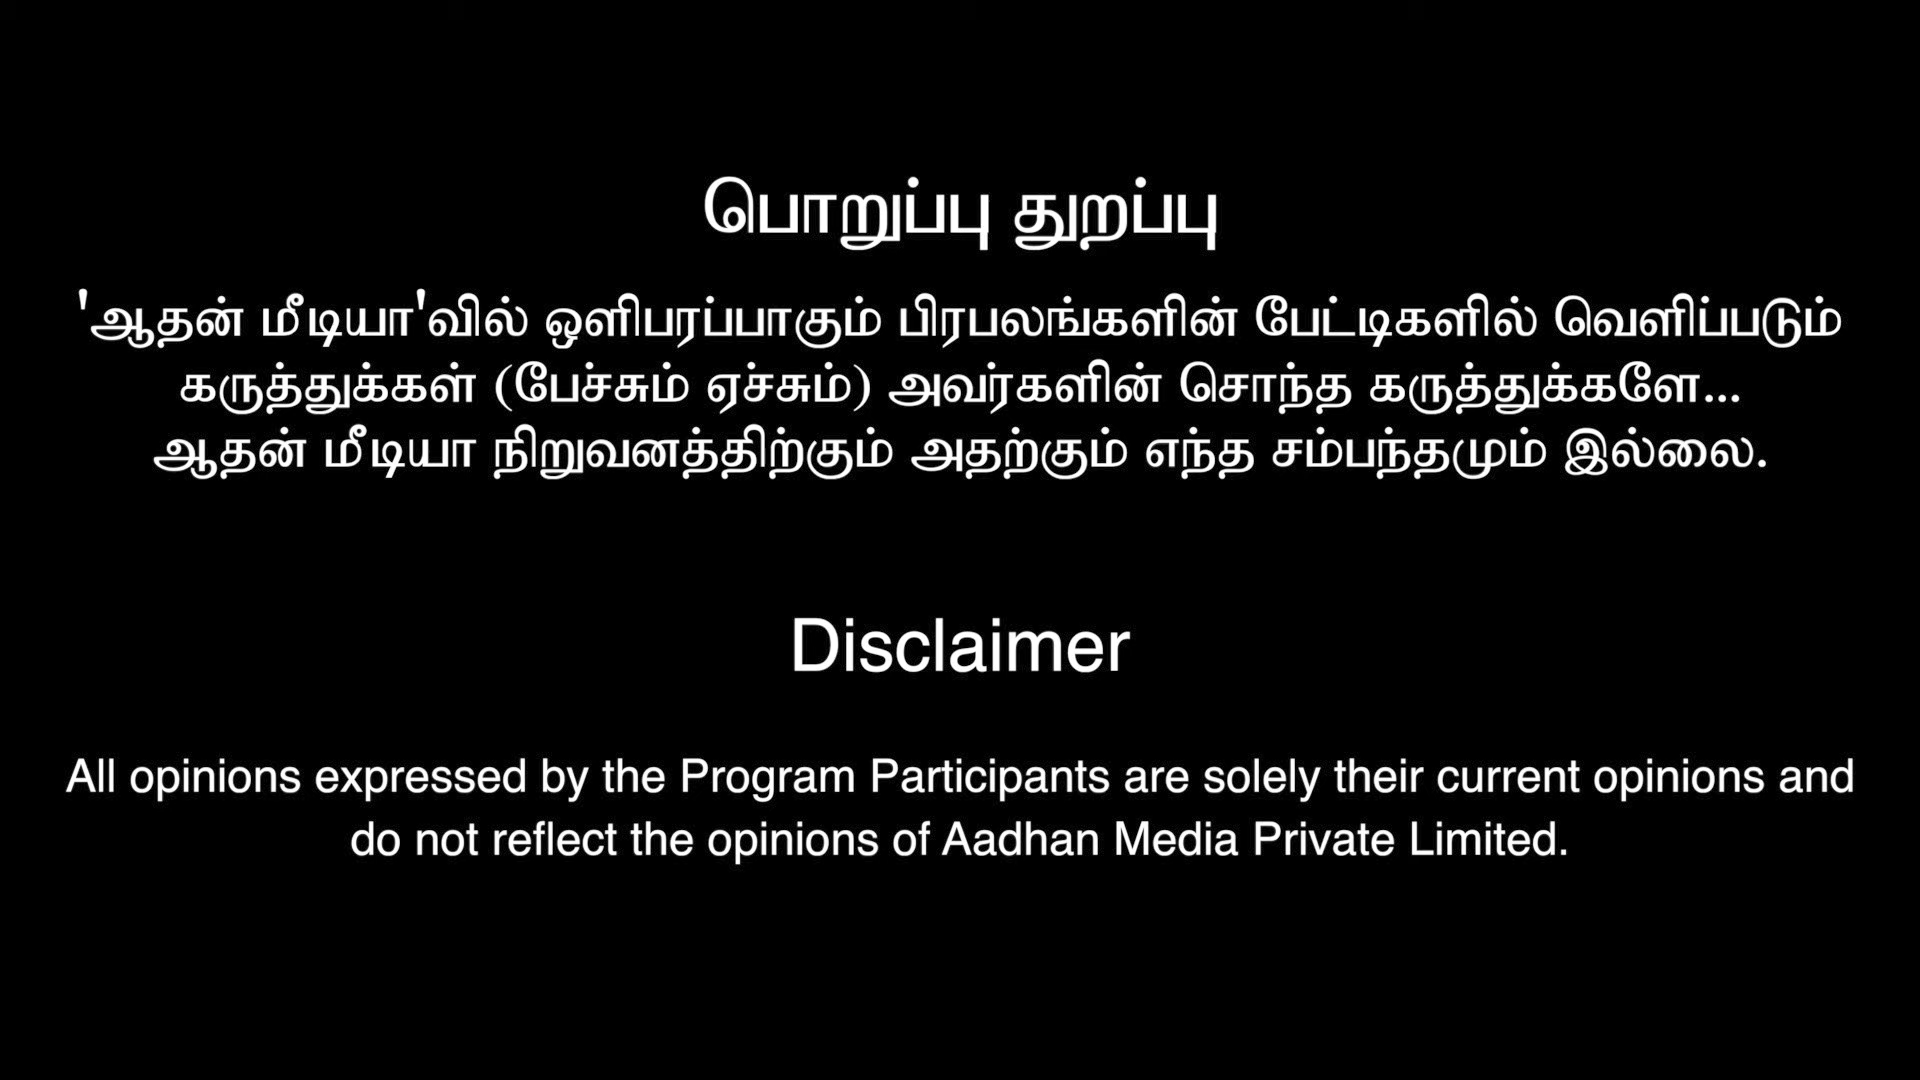 பொறுப்பு துறப்பு
'ஆதன் மீடியா'வில் ஒளிபரப்பாகும் பிரபலங்களின் பேட்டிகளில் வெளிப்படும்
கருத்துக்கள் (பேச்சும் ஏச்சும்) அவர்களின் சொந்த கருத்துக்களே...
ஆதன் மீடியா நிறுவனத்திற்கும் அதற்கும் எந்த சம்பந்தமும் இல்லை.
Disclaimer
All opinions expressed by the Program Participants are solely their current opinions and
do not reflect the opinions of Aadhan Media Private Limited.